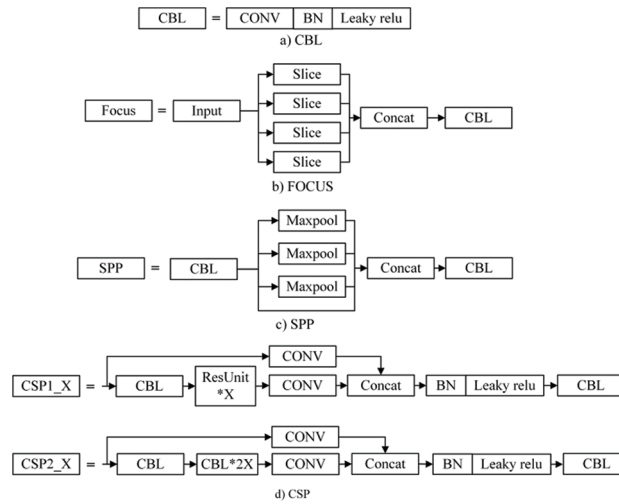 CBL = CONV BN Leaky relu
a) CBL
Slice
Slice
Focus = Input Concat CBL
Slice
Slice
b) FOCUS
Maxpool
Maxpool
SPP = CBL Concat CBL
Maxpool
c) SPP
CONV
CSP1_X = CBL ResUnit *X CONV Concat BN Leaky relu CBL
CONV
CSP2_X = CBL CBL*2X CONV Concat BN Leaky relu CBL
d) CSP